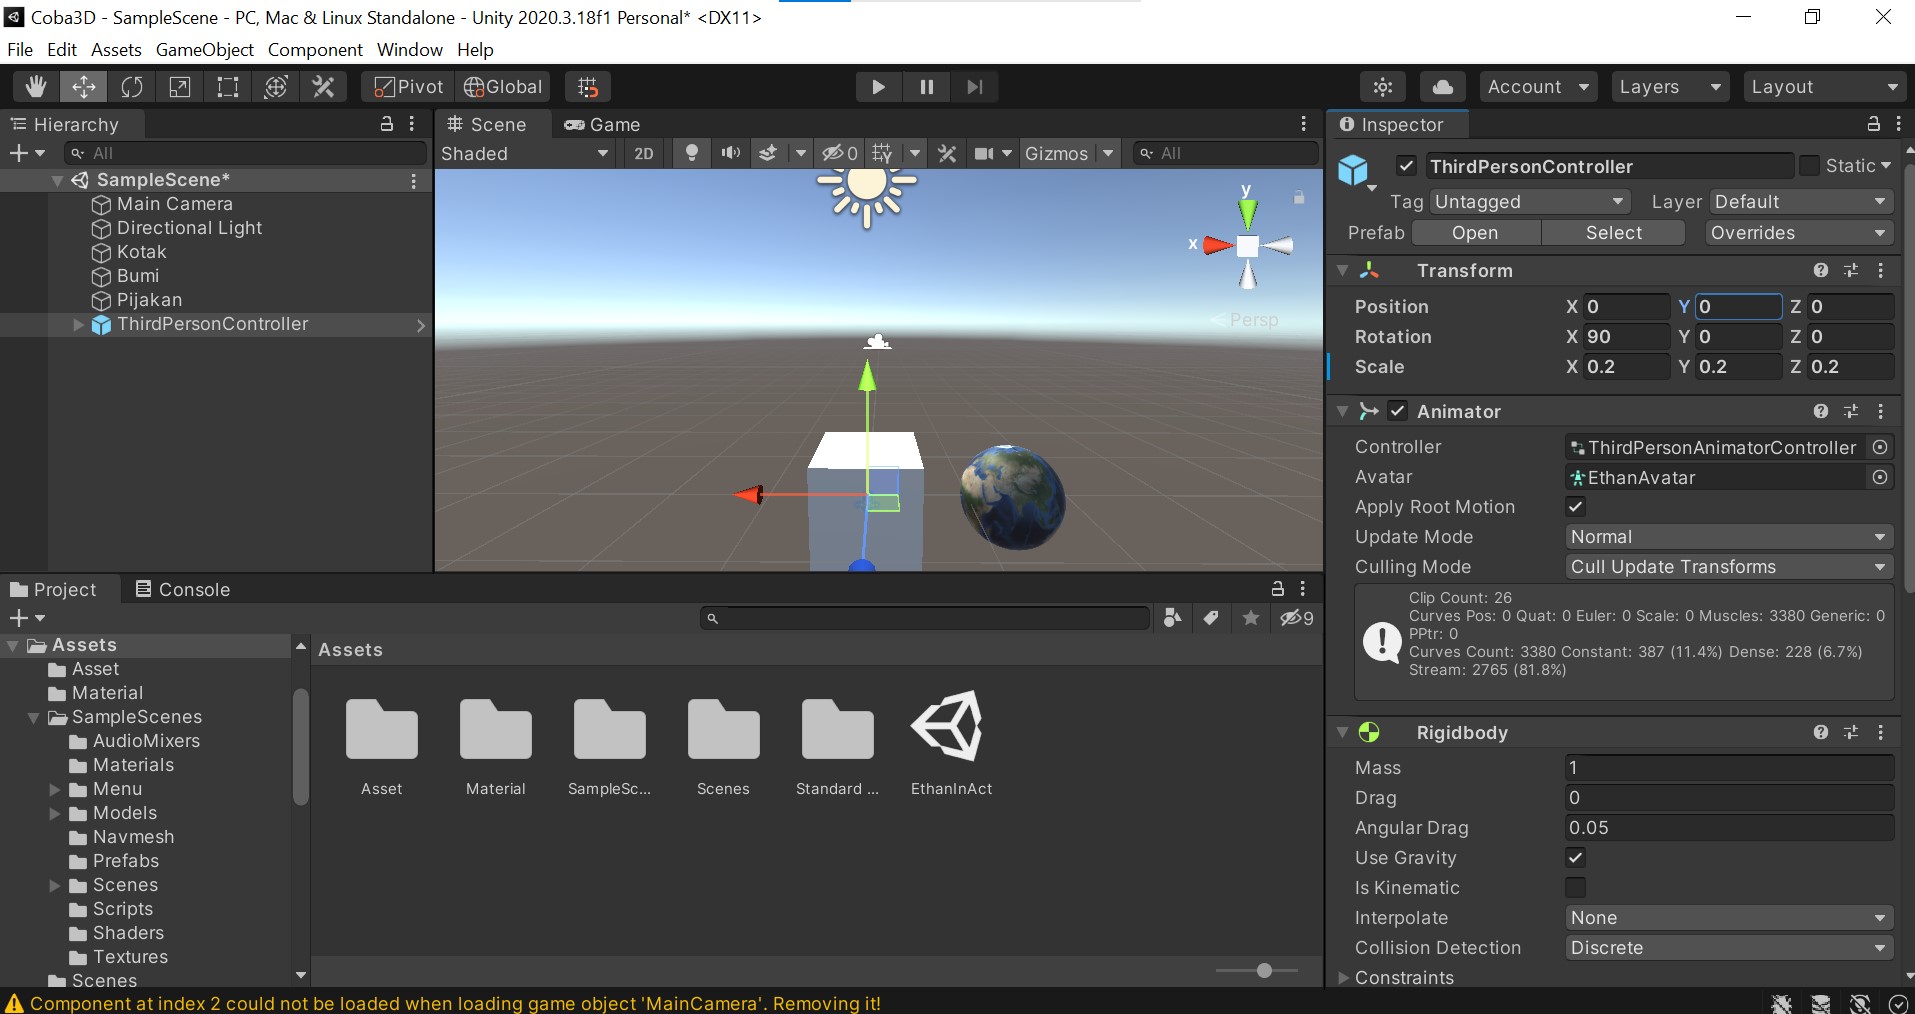 Coba3D - SampleScene - PC, Mac & Linux Standalone - Unity 2020.3.18f1 Personal* <DX11>
File Edit Assets GameObject Component Window Help
Pivot Global Account Layers Layout
Hierarchy
All
SampleScene*
Main Camera
Directional Light
Kotak
Bumi
Pijakan
ThirdPersonController
Scene Game
Shaded 2D 0 Gizmos All
y
x
Persp
Inspector
ThirdPersonController Static
Tag Untagged Layer Default
Prefab Open Select Overrides
Transform
Position X 0 Y 0 Z 0
Rotation X 90 Y 0 Z 0
Scale X 0.2 Y 0.2 Z 0.2
Animator
Controller ThirdPersonAnimatorController
Avatar EthanAvatar
Apply Root Motion
Update Mode Normal
Culling Mode Cull Update Transforms
Clip Count: 26
Curves Pos: 0 Quat: 0 Euler: 0 Scale: 0 Muscles: 3380 Generic: 0
PPtr: 0
Curves Count: 3380 Constant: 387 (11.4%) Dense: 228 (6.7%)
Stream: 2765 (81.8%)
Rigidbody
Mass 1
Drag 0
Angular Drag 0.05
Use Gravity
Is Kinematic
Interpolate None
Collision Detection Discrete
Constraints
Project Console
9
Assets
Asset
Material
SampleScenes
AudioMixers
Materials
Menu
Models
Navmesh
Prefabs
Scenes
Scripts
Shaders
Textures
Scenes
Assets
Asset Material SampleSc... Scenes Standard ... EthanInAct
Component at index 2 could not be loaded when loading game object 'MainCamera'. Removing it!